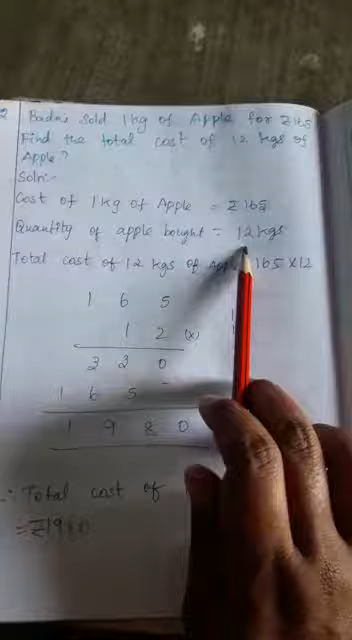 2 Badri sold 1kg of Apple for ₹165
Find the total cost of 12 kgs of
Apple?
Soln:-
Cost of 1kg of Apple = ₹165
Quantity of apple bought = 12kgs
Total cost of 12 kgs of 165 × 12
1 6 5
1 2 (×)
3 3 0
1 6 5
1 9 8 0
∴ Total cost of
= ₹1980